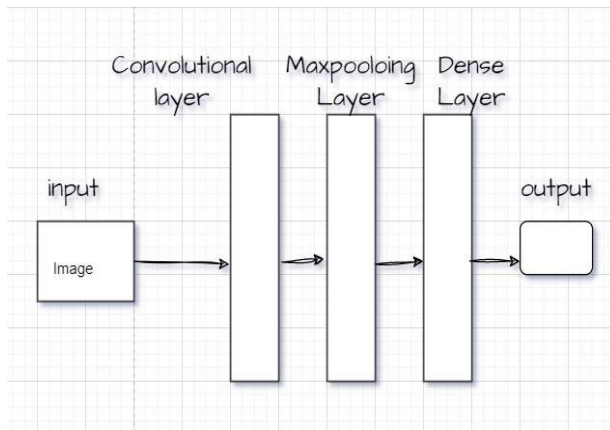 Convolutional
layer
Maxpooloing
Layer
Dense
Layer
input
Image
output